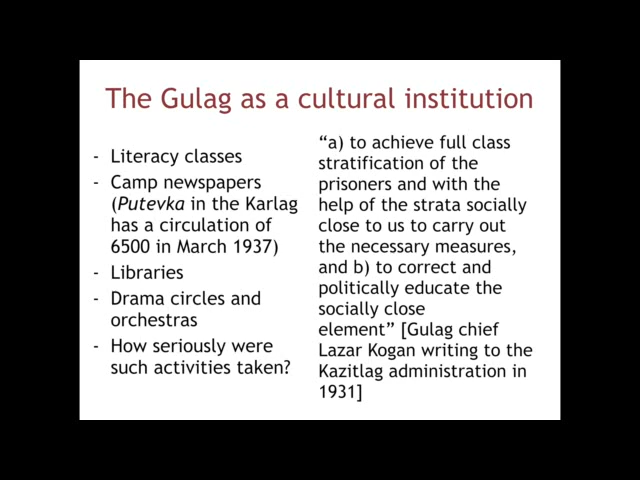 The Gulag as a cultural institution
- Literacy classes
- Camp newspapers
(Putevka in the Karlag
has a circulation of
6500 in March 1937)
- Libraries
- Drama circles and
orchestras
- How seriously were
such activities taken?
“a) to achieve full class
stratification of the
prisoners and with the
help of the strata socially
close to us to carry out
the necessary measures,
and b) to correct and
politically educate the
socially close
element” [Gulag chief
Lazar Kogan writing to the
Kazitlag administration in
1931]